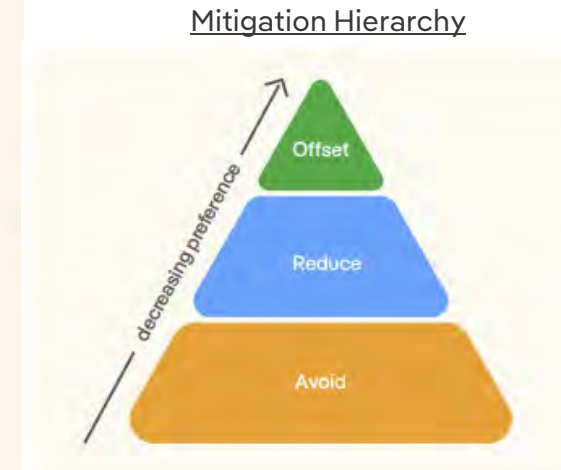 Mitigation Hierarchy
Offset
decreasing preference
Reduce
Avoid